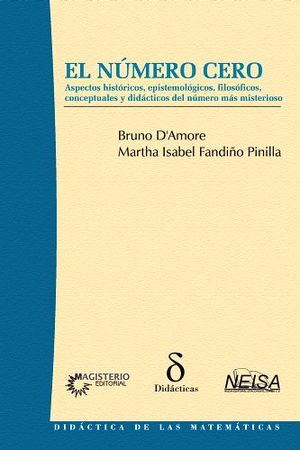 EL NÚMERO CERO
Aspectos históricos, epistemológicos, filosóficos,
conceptuales y didácticos del número más misterioso
Bruno D'Amore
Martha Isabel Fandiño Pinilla
MAGISTERIO
EDITORIAL
δ
Didácticas
NEISA
DIDÁCTICA DE LAS MATEMÁTICAS